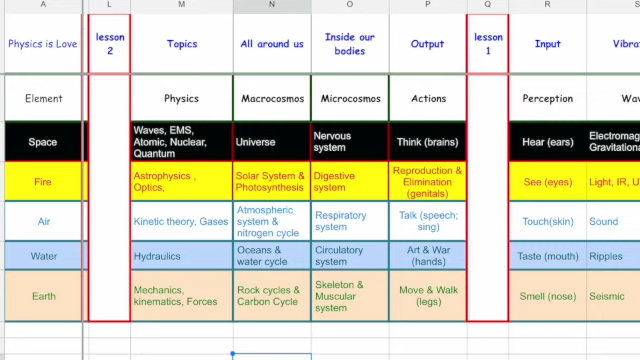 A L M N O P Q R S
Physics is Love lesson 2 Topics All around us Inside our bodies Output lesson 1 Input Vibrat
Element Physics Macrocosmos Microcosmos Actions Perception Wav
Space Waves, EMS, Atomic, Nuclear, Quantum Universe Nervous system Think (brains) Hear (ears) Electromag Gravitational
Fire Astrophysics , Optics, Solar System & Photosynthesis Digestive system Reproduction & Elimination (genitals) See (eyes) Light, IR, U
Air Kinetic theory, Gases Atmospheric system & nitrogen cycle Respiratory system Talk (speech; sing) Touch(skin) Sound
Water Hydraulics Oceans & water cycle Circulatory system Art & War (hands) Taste (mouth) Ripples
Earth Mechanics, kinematics, Forces Rock cycles & Carbon Cycle Skeleton & Muscular system Move & Walk (legs) Smell (nose) Seismic